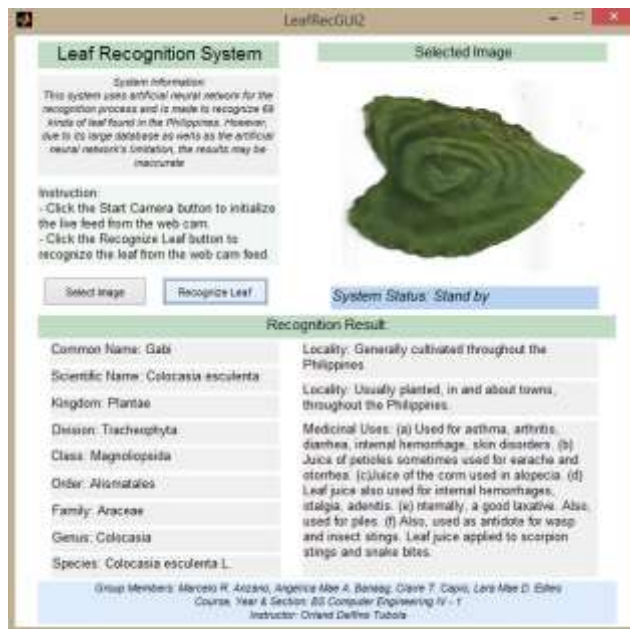 LeafRecGUI2
Leaf Recognition System
System Information
This system uses artificial neural network for the
recognition process and is made to recognize 69
kinds of leaf found in the Philippines. However,
due to its large database as wells as the artificial
neural network's limitation, the results may be
inaccurate
Instruction:
- Click the Start Camera button to initialize
the live feed from the web cam.
- Click the Recognize Leaf button to
recognize the leaf from the web cam feed
Select Image
Recognize Leaf
Selected Image
System Status: Stand by
Recognition Result:
Common Name: Gabi
Scientific Name: Colocasia esculenta
Kingdom: Plantae
Division: Tracheophyta
Class: Magnoliopsida
Order: Alismatales
Family: Araceae
Genus: Colocasia
Species: Colocasia esculenta L.
Locality: Generally cultivated throughout the
Philippines
Locality: Usually planted, in and about towns,
throughout the Philippines.
Medicinal Uses: (a) Used for asthma, arthritis,
diarrhea, internal hemorrhage, skin disorders. (b)
Juice of petioles sometimes used for earache and
otorrhea. (c)Juice of the corm used in alopecia. (d)
Leaf juice also used for internal hemorrhages,
otalgia, adenitis. (e) nternally, a good laxative. Also,
used for piles. (f) Also, used as antidote for wasp
and insect stings. Leaf juice applied to scorpion
stings and snake bites.
Group Members: Marcelo R. Anzano, Angelica Mae A. Banaag, Claire T. Capio, Lara Mae D.
Course, Year & Section: BS Computer Engineering IV - 1
Instructor: Orland Delfino Tubola